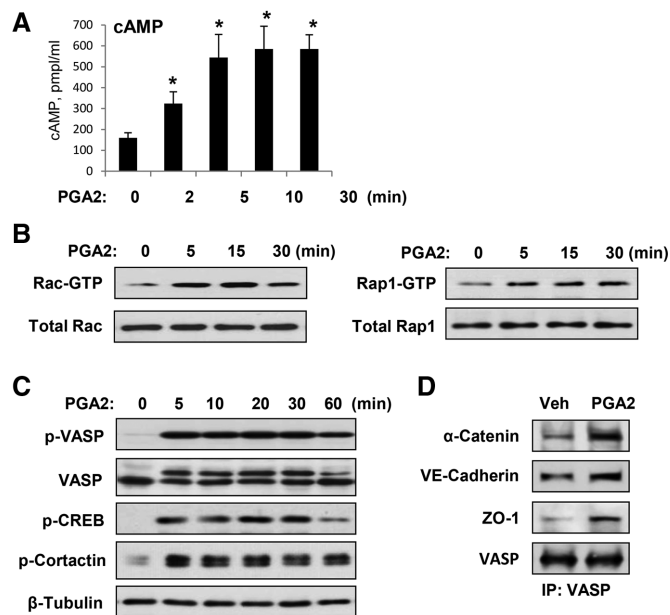 A
cAMP
cAMP, pmpl/ml
700
600
500
400
300
200
100
0
* * * *
PGA2: 0 2 5 10 30 (min)
B
PGA2: 0 5 15 30 (min)
Rac-GTP
Total Rac
PGA2: 0 5 15 30 (min)
Rap1-GTP
Total Rap1
C
PGA2: 0 5 10 20 30 60 (min)
p-VASP
VASP
p-CREB
p-Cortactin
β-Tubulin
D
Veh PGA2
α-Catenin
VE-Cadherin
ZO-1
VASP
IP: VASP